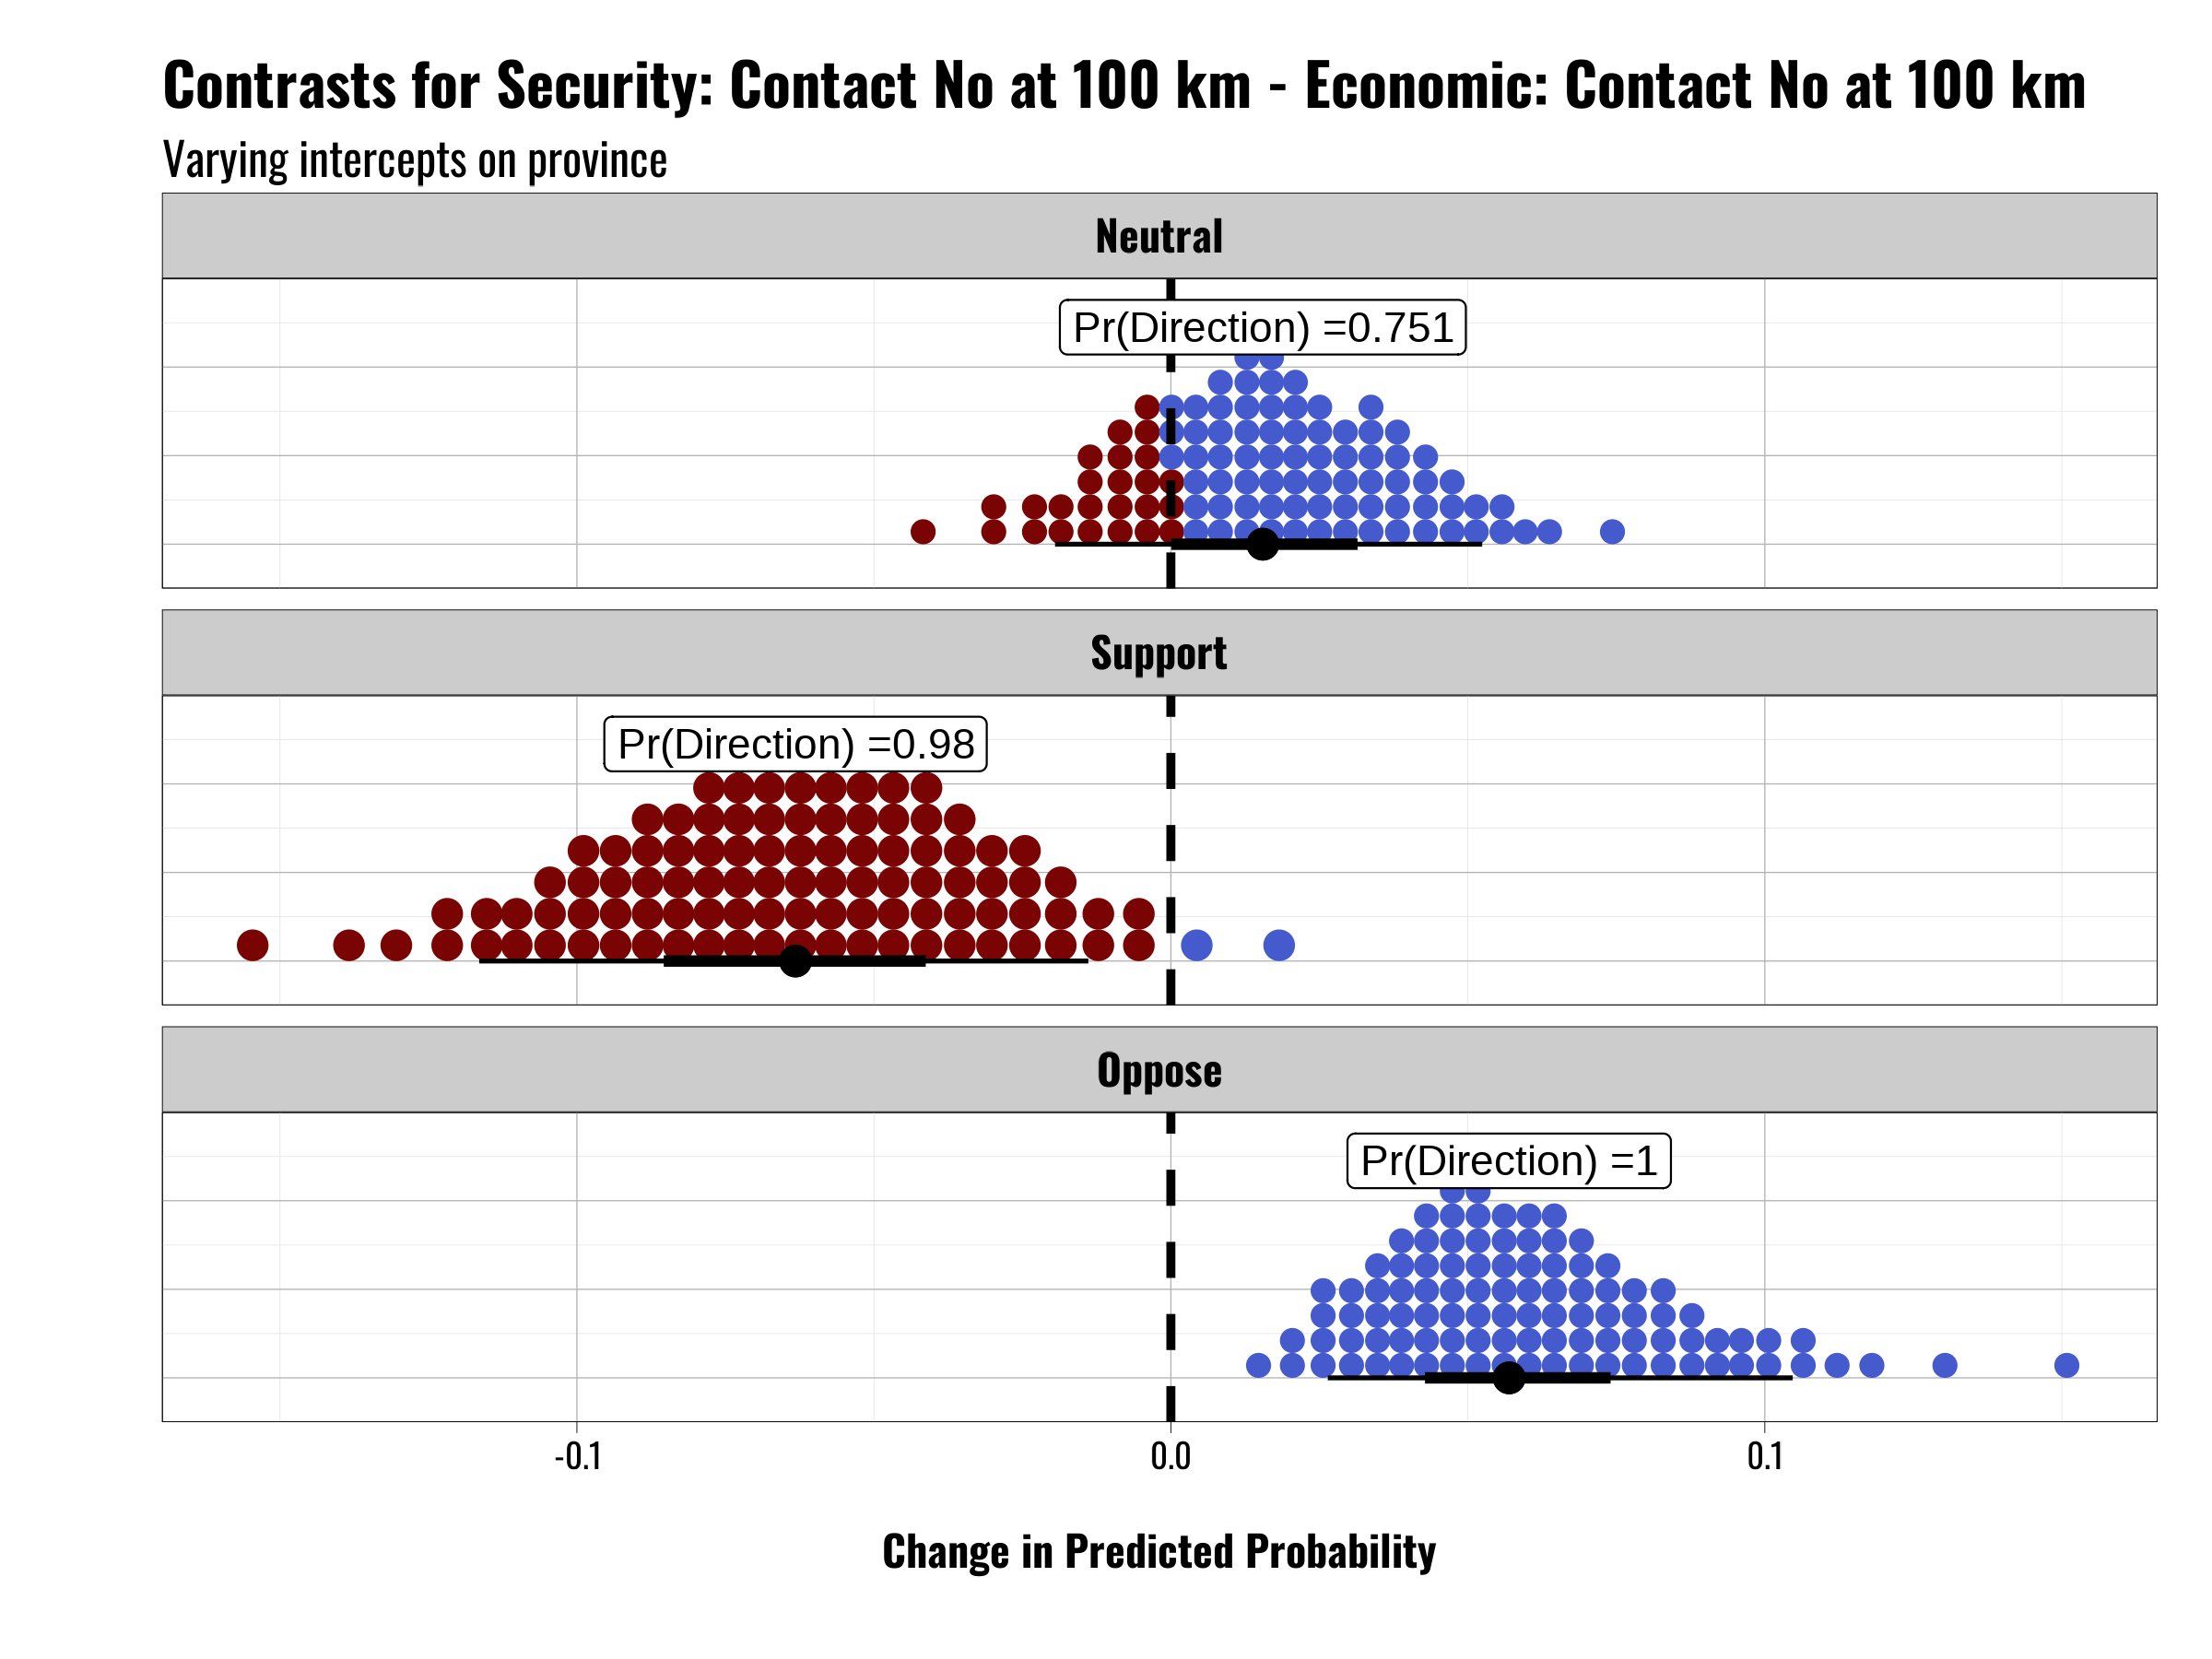 Contrasts for Security: Contact No at 100 km - Economic: Contact No at 100 km
Varying intercepts on province
Neutral
Pr(Direction) =0.751
Support
Pr(Direction) =0.98
Oppose
Pr(Direction) =1
-0.1 0.0 0.1
Change in Predicted Probability